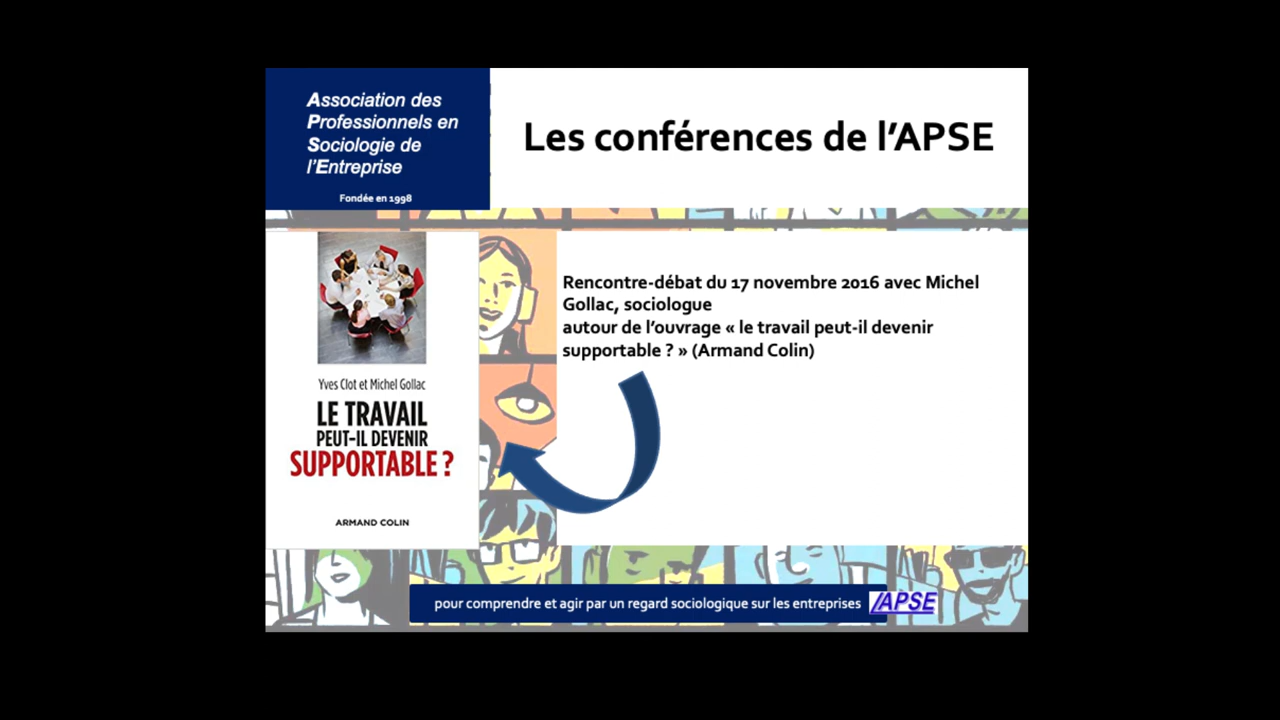 Association des
Professionnels en
Sociologie de
l’Entreprise
Fondée en 1998
Les conférences de l’APSE
Yves Clot et Michel Gollac
LE TRAVAIL
PEUT-IL DEVENIR
SUPPORTABLE ?
ARMAND COLIN
Rencontre-débat du 17 novembre 2016 avec Michel
Gollac, sociologue
autour de l’ouvrage « le travail peut-il devenir
supportable ? » (Armand Colin)
pour comprendre et agir par un regard sociologique sur les entreprises
APSE